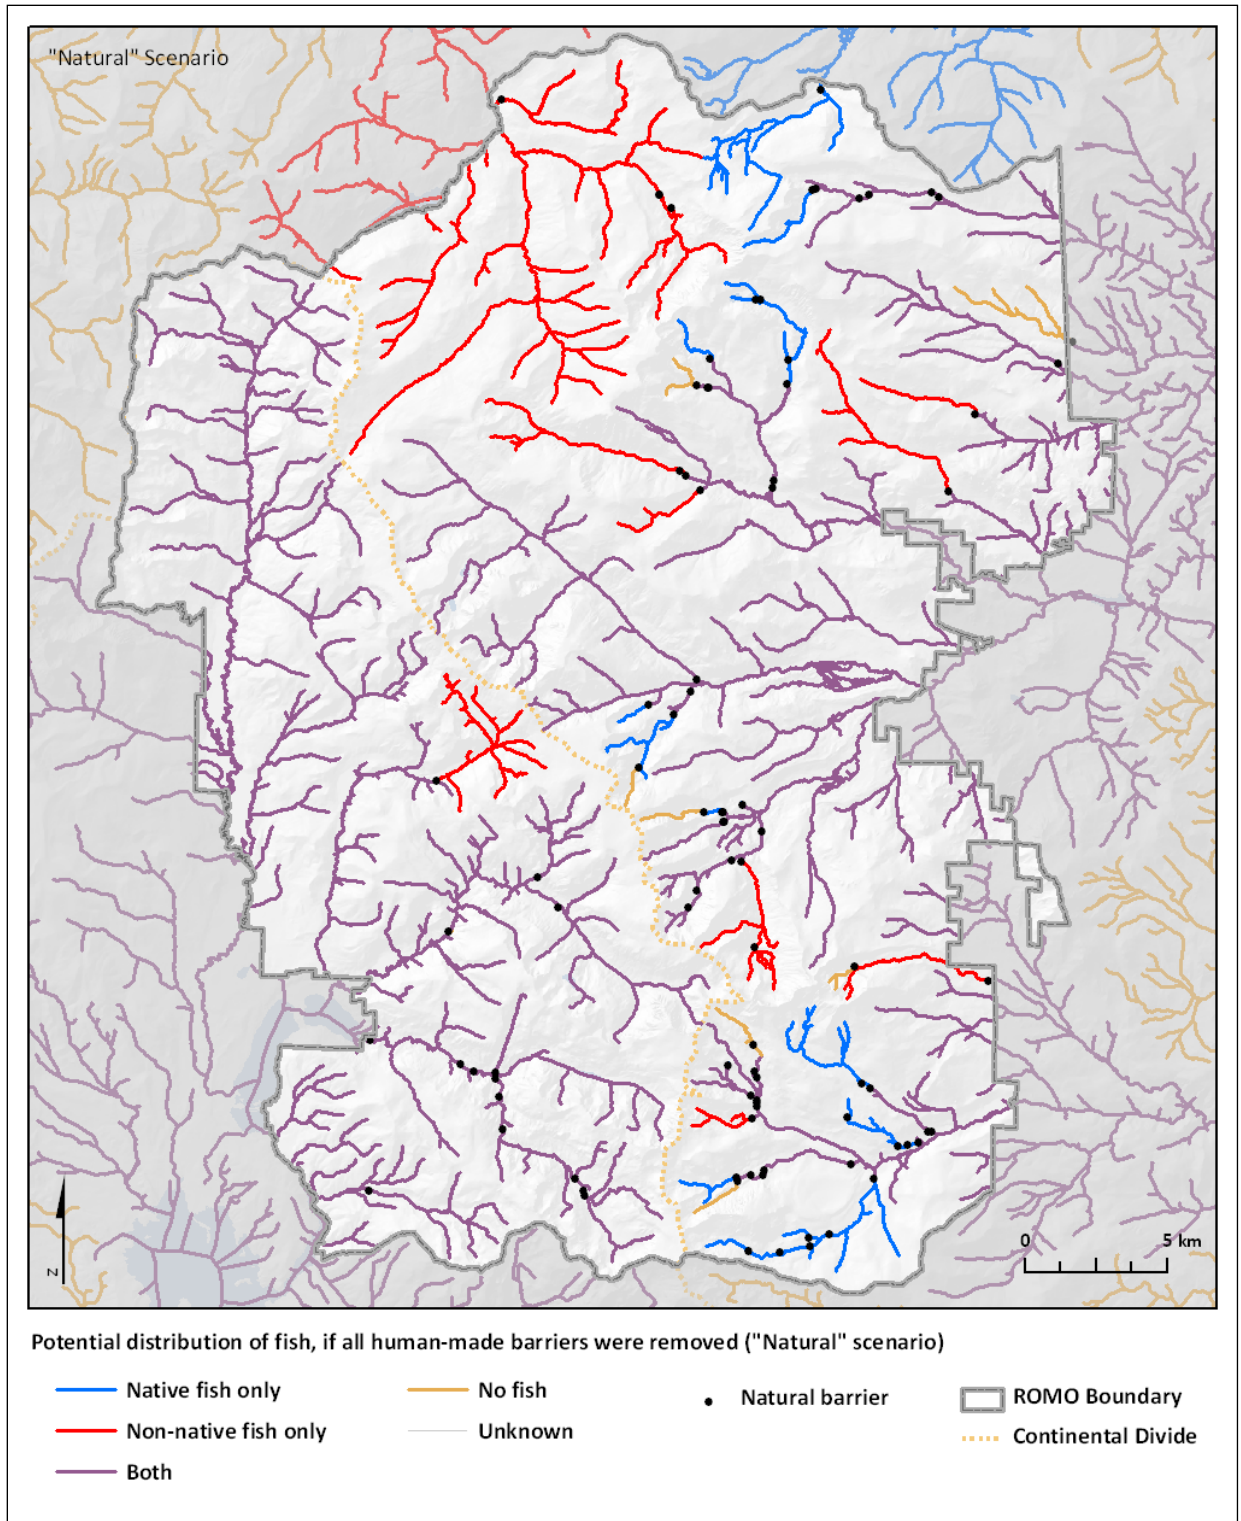 "Natural" Scenario
N
0 5 km
Potential distribution of fish, if all human-made barriers were removed ("Natural" scenario)
Native fish only
No fish
Natural barrier
ROMO Boundary
Non-native fish only
Unknown
Continental Divide
Both